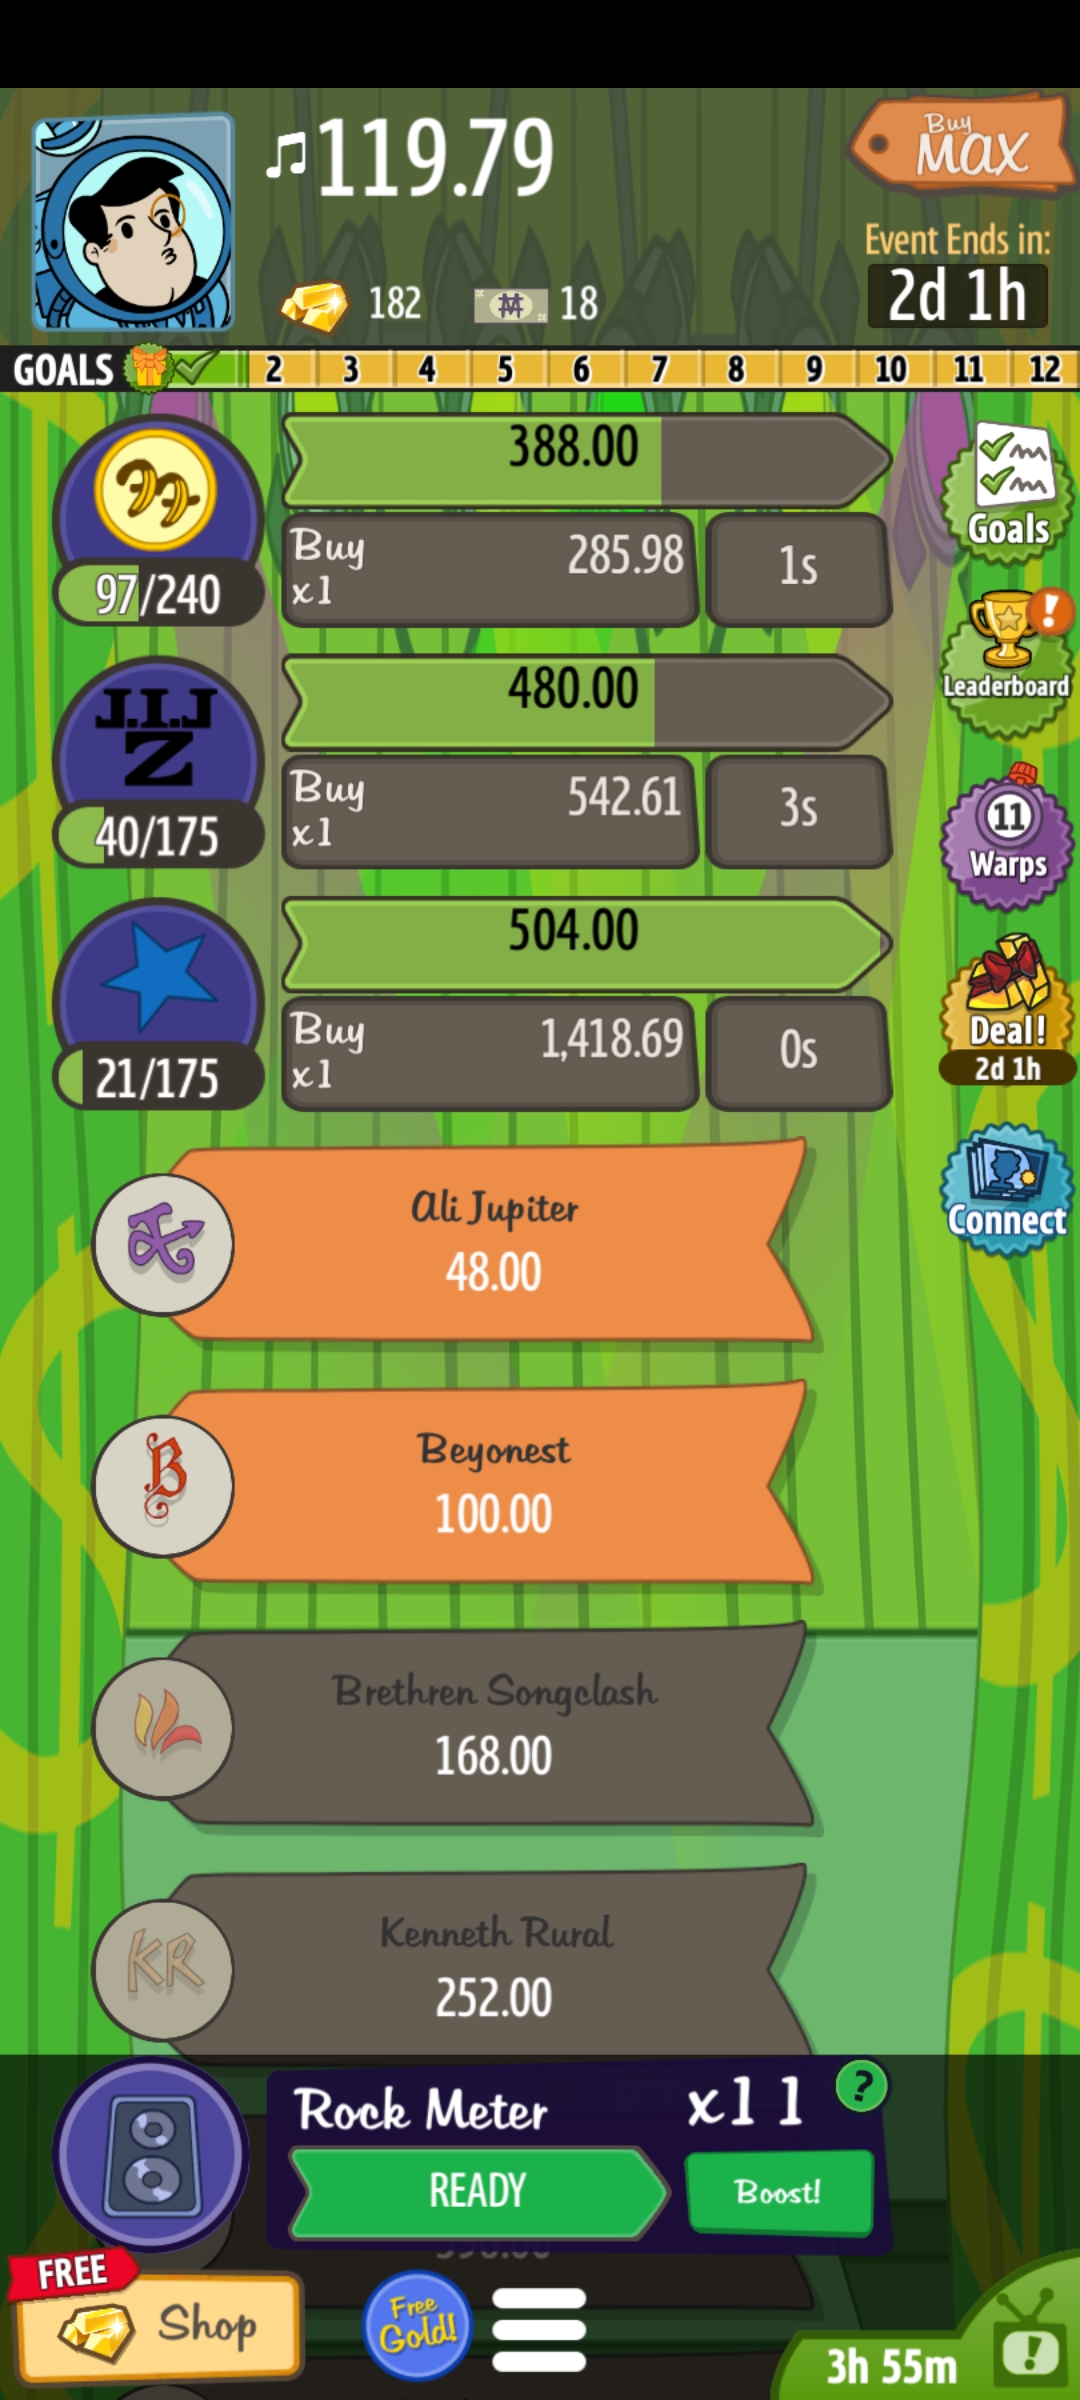 119.79
Buy
Max
182
18
Event Ends in:
2d 1h
GOALS 2 3 4 5 6 7 8 9 10 11 12
388.00
Buy
x1
285.98
1s
97/240
Goals
J.I.J
Z
480.00
Buy
x1
542.61
3s
40/175
Leaderboard
11
Warps
504.00
Buy
x1
1,418.69
0s
21/175
Deal!
2d 1h
Connect
Ali Jupiter
48.00
B
Beyonest
100.00
Brethren Songclash
168.00
KR
Kenneth Rural
252.00
Rock Meter
x11
?
READY
Boost!
FREE
Shop
Free
Gold!
3h 55m